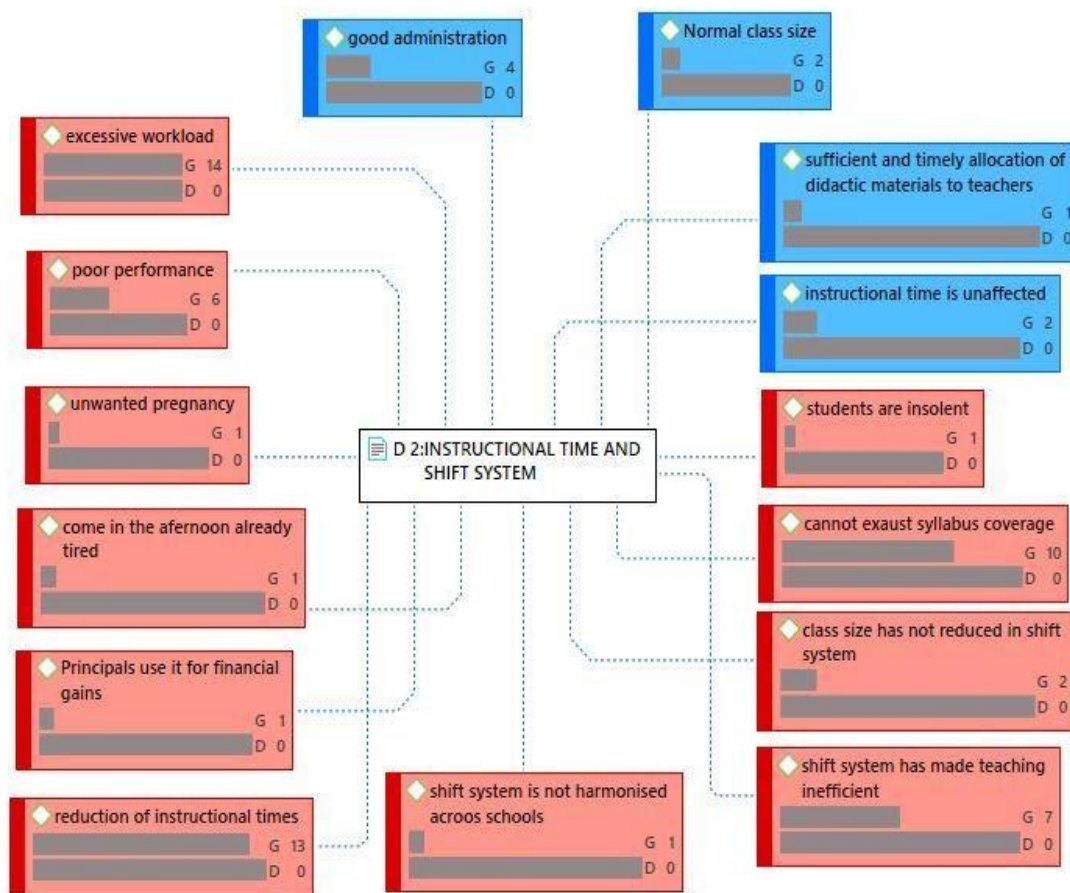 good administration
G 4
D 0
Normal class size
G 2
D 0
excessive workload
G 14
D 0
sufficient and timely allocation of
didactic materials to teachers
G 1
D 0
poor performance
G 6
D 0
instructional time is unaffected
G 2
D 0
unwanted pregnancy
G 1
D 0
students are insolent
G 1
D 0
D 2:INSTRUCTIONAL TIME AND
SHIFT SYSTEM
come in the afernoon already
tired
G 1
D 0
cannot exaust syllabus coverage
G 10
D 0
class size has not reduced in shift
system
G 2
D 0
Principals use it for financial
gains
G 1
D 0
shift system has made teaching
inefficient
G 7
D 0
shift system is not harmonised
acroos schools
G 1
D 0
reduction of instructional times
G 13
D 0